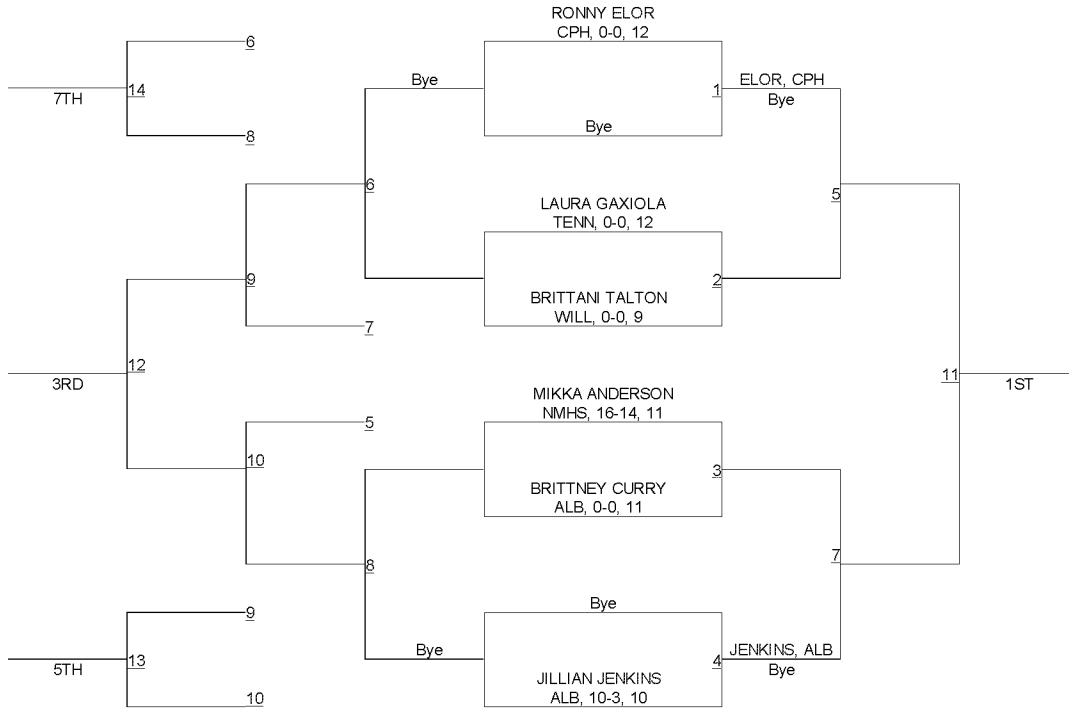 RONNY ELOR
CPH, 0-0, 12
6
Bye
ELOR, CPH
14
1
7TH
Bye
Bye
8
6
5
LAURA GAXIOLA
TENN, 0-0, 12
9
2
BRITTANI TALTON
WILL, 0-0, 9
7
12
11
3RD
1ST
MIKKA ANDERSON
NMHS, 16-14, 11
5
10
3
BRITTNEY CURRY
ALB, 0-0, 11
8
7
Bye
9
Bye
JENKINS, ALB
13
4
5TH
Bye
JILLIAN JENKINS
ALB, 10-3, 10
10